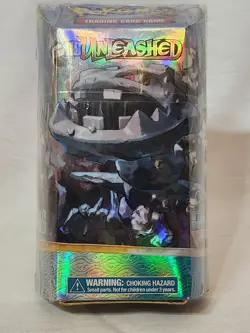 TRADING CARD GAME
UNLEASHED
WARNING: CHOKING HAZARD
Small parts. Not for children under 3 years.